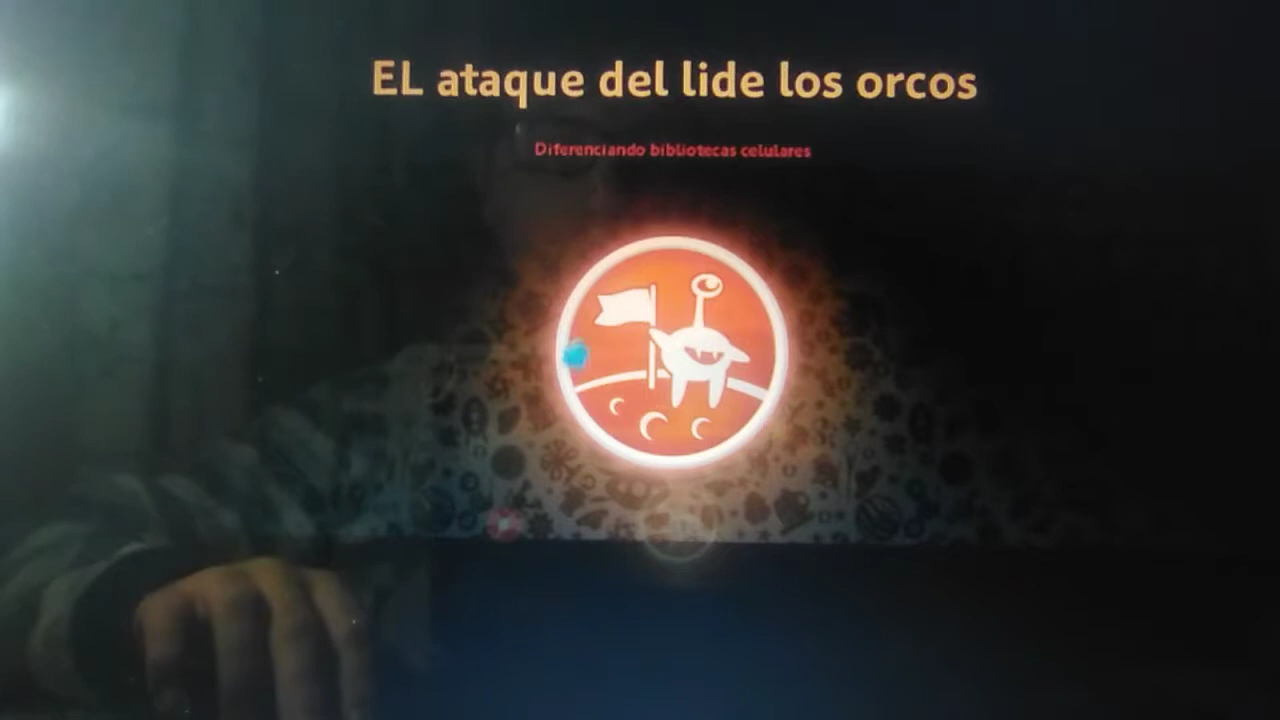 EL ataque del lide los orcos
Diferenciando bibliotecas celulares